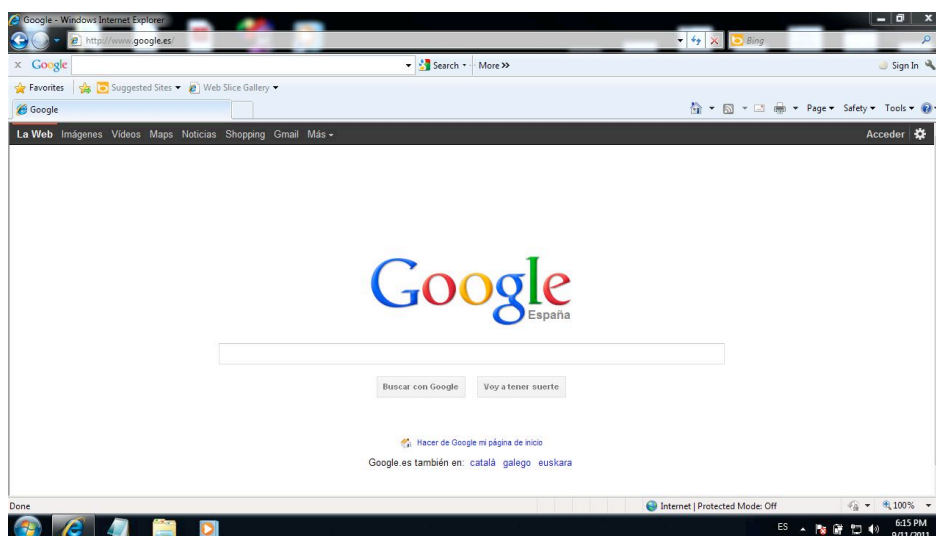 Google - Windows Internet Explorer
http://www.google.es/
Bing
x Google Search More >> Sign In
Favorites Suggested Sites Web Slice Gallery
Google Page Safety Tools
La Web Imágenes Vídeos Maps Noticias Shopping Gmail Más Acceder
Google
España
Buscar con Google Voy a tener suerte
Hacer de Google mi página de inicio
Google.es también en: català galego euskara
Done Internet | Protected Mode: Off 100%
ES 6:15 PM
9/11/2011